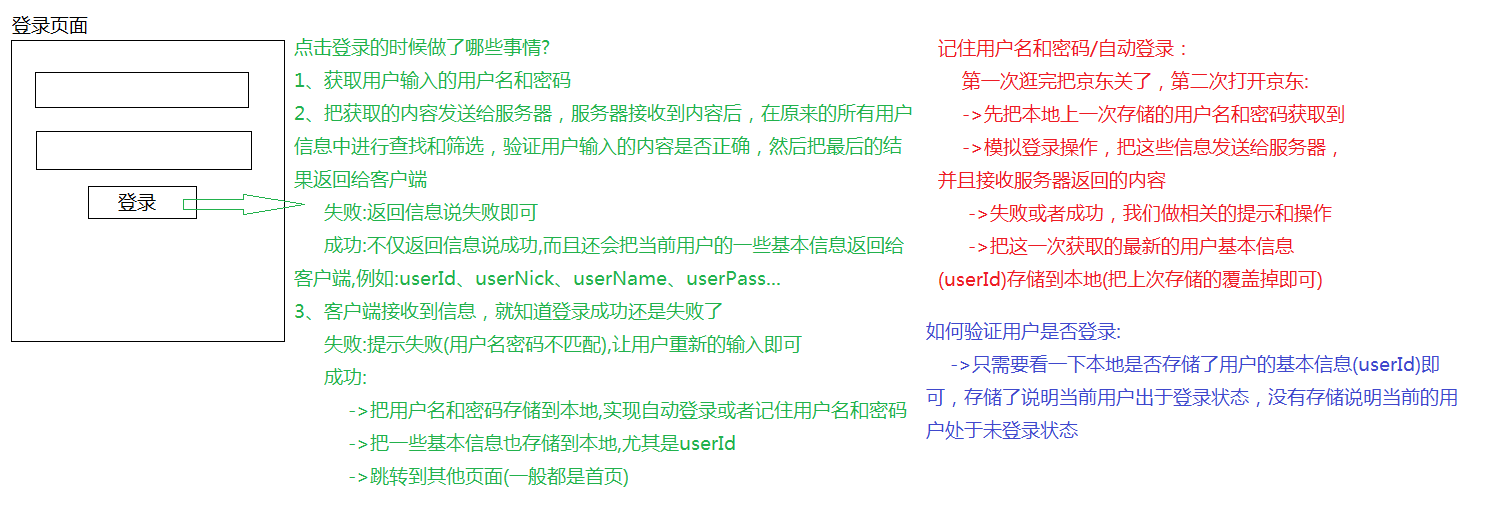 登录页面
登录
点击登录的时候做了哪些事情?
1、获取用户输入的用户名和密码
2、把获取的内容发送给服务器，服务器接收到内容后，在原来的所有用户
信息中进行查找和筛选，验证用户输入的内容是否正确，然后把最后的结
果返回给客户端
失败:返回信息说失败即可
成功:不仅返回信息说成功,而且还会把当前用户的一些基本信息返回给
客户端,例如:userId、userNick、userName、userPass...
3、客户端接收到信息，就知道登录成功还是失败了
失败:提示失败(用户名密码不匹配),让用户重新的输入即可
成功:
->把用户名和密码存储到本地,实现自动登录或者记住用户名和密码
->把一些基本信息也存储到本地,尤其是userId
->跳转到其他页面(一般都是首页)
记住用户名和密码/自动登录：
第一次逛完把京东关了，第二次打开京东:
->先把本地上一次存储的用户名和密码获取到
->模拟登录操作，把这些信息发送给服务器，
并且接收服务器返回的内容
->失败或者成功，我们做相关的提示和操作
->把这一次获取的最新的用户基本信息
(userId)存储到本地(把上次存储的覆盖掉即可)
如何验证用户是否登录:
->只需要看一下本地是否存储了用户的基本信息(userId)即
可，存储了说明当前用户出于登录状态，没有存储说明当前的用
户处于未登录状态